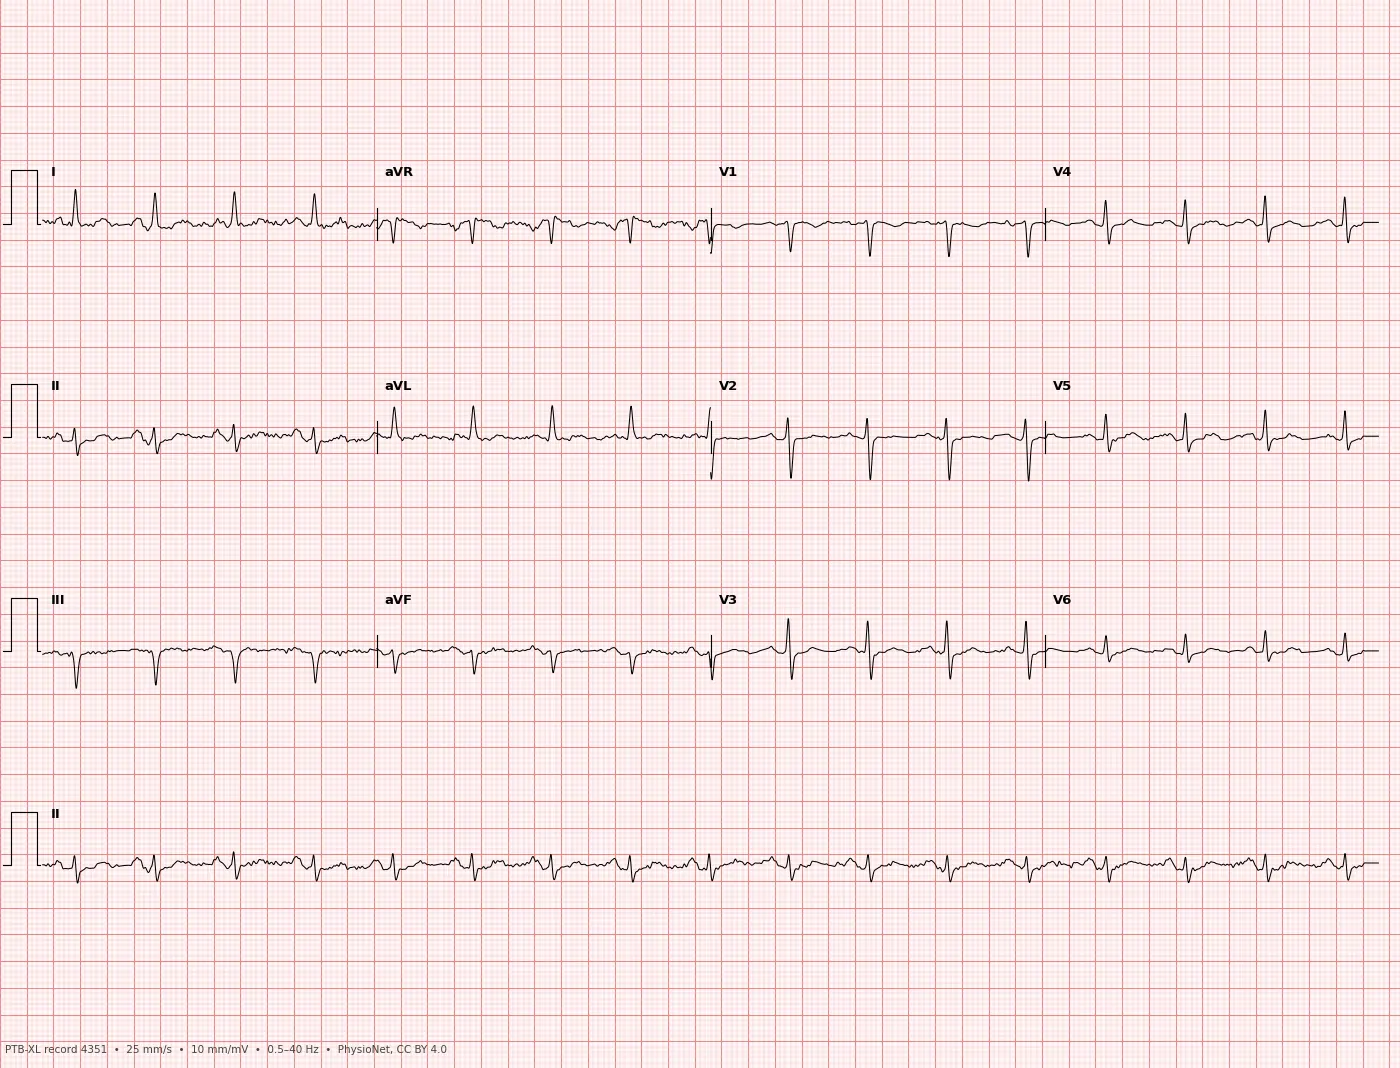 I aVR V1 V4
II aVL V2 V5
III aVF V3 V6
II
PTB-XL record 4351 • 25 mm/s • 10 mm/mV • 0.5–40 Hz • PhysioNet, CC BY 4.0